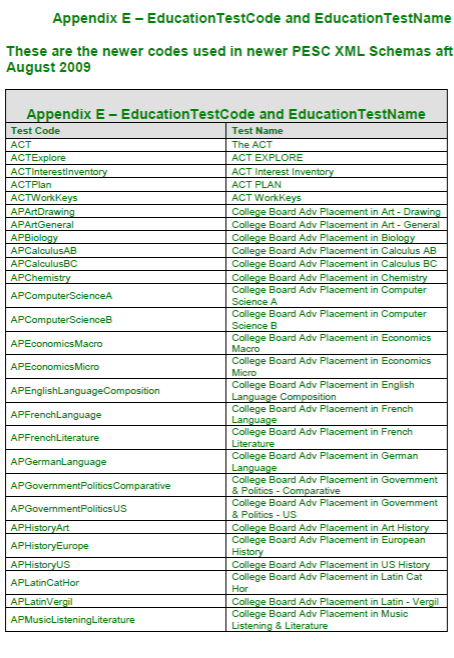 Appendix E – EducationTestCode and EducationTestName
These are the newer codes used in newer PESC XML Schemas aft
August 2009
Appendix E – EducationTestCode and EducationTestName
Test Code Test Name
ACT The ACT
ACTExplore ACT EXPLORE
ACTInterestInventory ACT Interest Inventory
ACTPlan ACT PLAN
ACTWorkKeys ACT WorkKeys
APArtDrawing College Board Adv Placement in Art - Drawing
APArtGeneral College Board Adv Placement in Art - General
APBiology College Board Adv Placement in Biology
APCalculusAB College Board Adv Placement in Calculus AB
APCalculusBC College Board Adv Placement in Calculus BC
APChemistry College Board Adv Placement in Chemistry
APComputerScienceA College Board Adv Placement in Computer
Science A
APComputerScienceB College Board Adv Placement in Computer
Science B
APEconomicsMacro College Board Adv Placement in Economics
Macro
APEconomicsMicro College Board Adv Placement in Economics
Micro
APEnglishLanguageComposition College Board Adv Placement in English
Language Composition
APFrenchLanguage College Board Adv Placement in French
Language
APFrenchLiterature College Board Adv Placement in French
Literature
APGermanLanguage College Board Adv Placement in German
Language
APGovernmentPoliticsComparative College Board Adv Placement in Government
& Politics - Comparative
APGovernmentPoliticsUS College Board Adv Placement in Government
& Politics - US
APHistoryArt College Board Adv Placement in Art History
APHistoryEurope College Board Adv Placement in European
History
APHistoryUS College Board Adv Placement in US History
APLatinCatHor College Board Adv Placement in Latin Cat
Hor
APLatinVergil College Board Adv Placement in Latin - Vergil
APMusicListeningLiterature College Board Adv Placement in Music
Listening & Literature